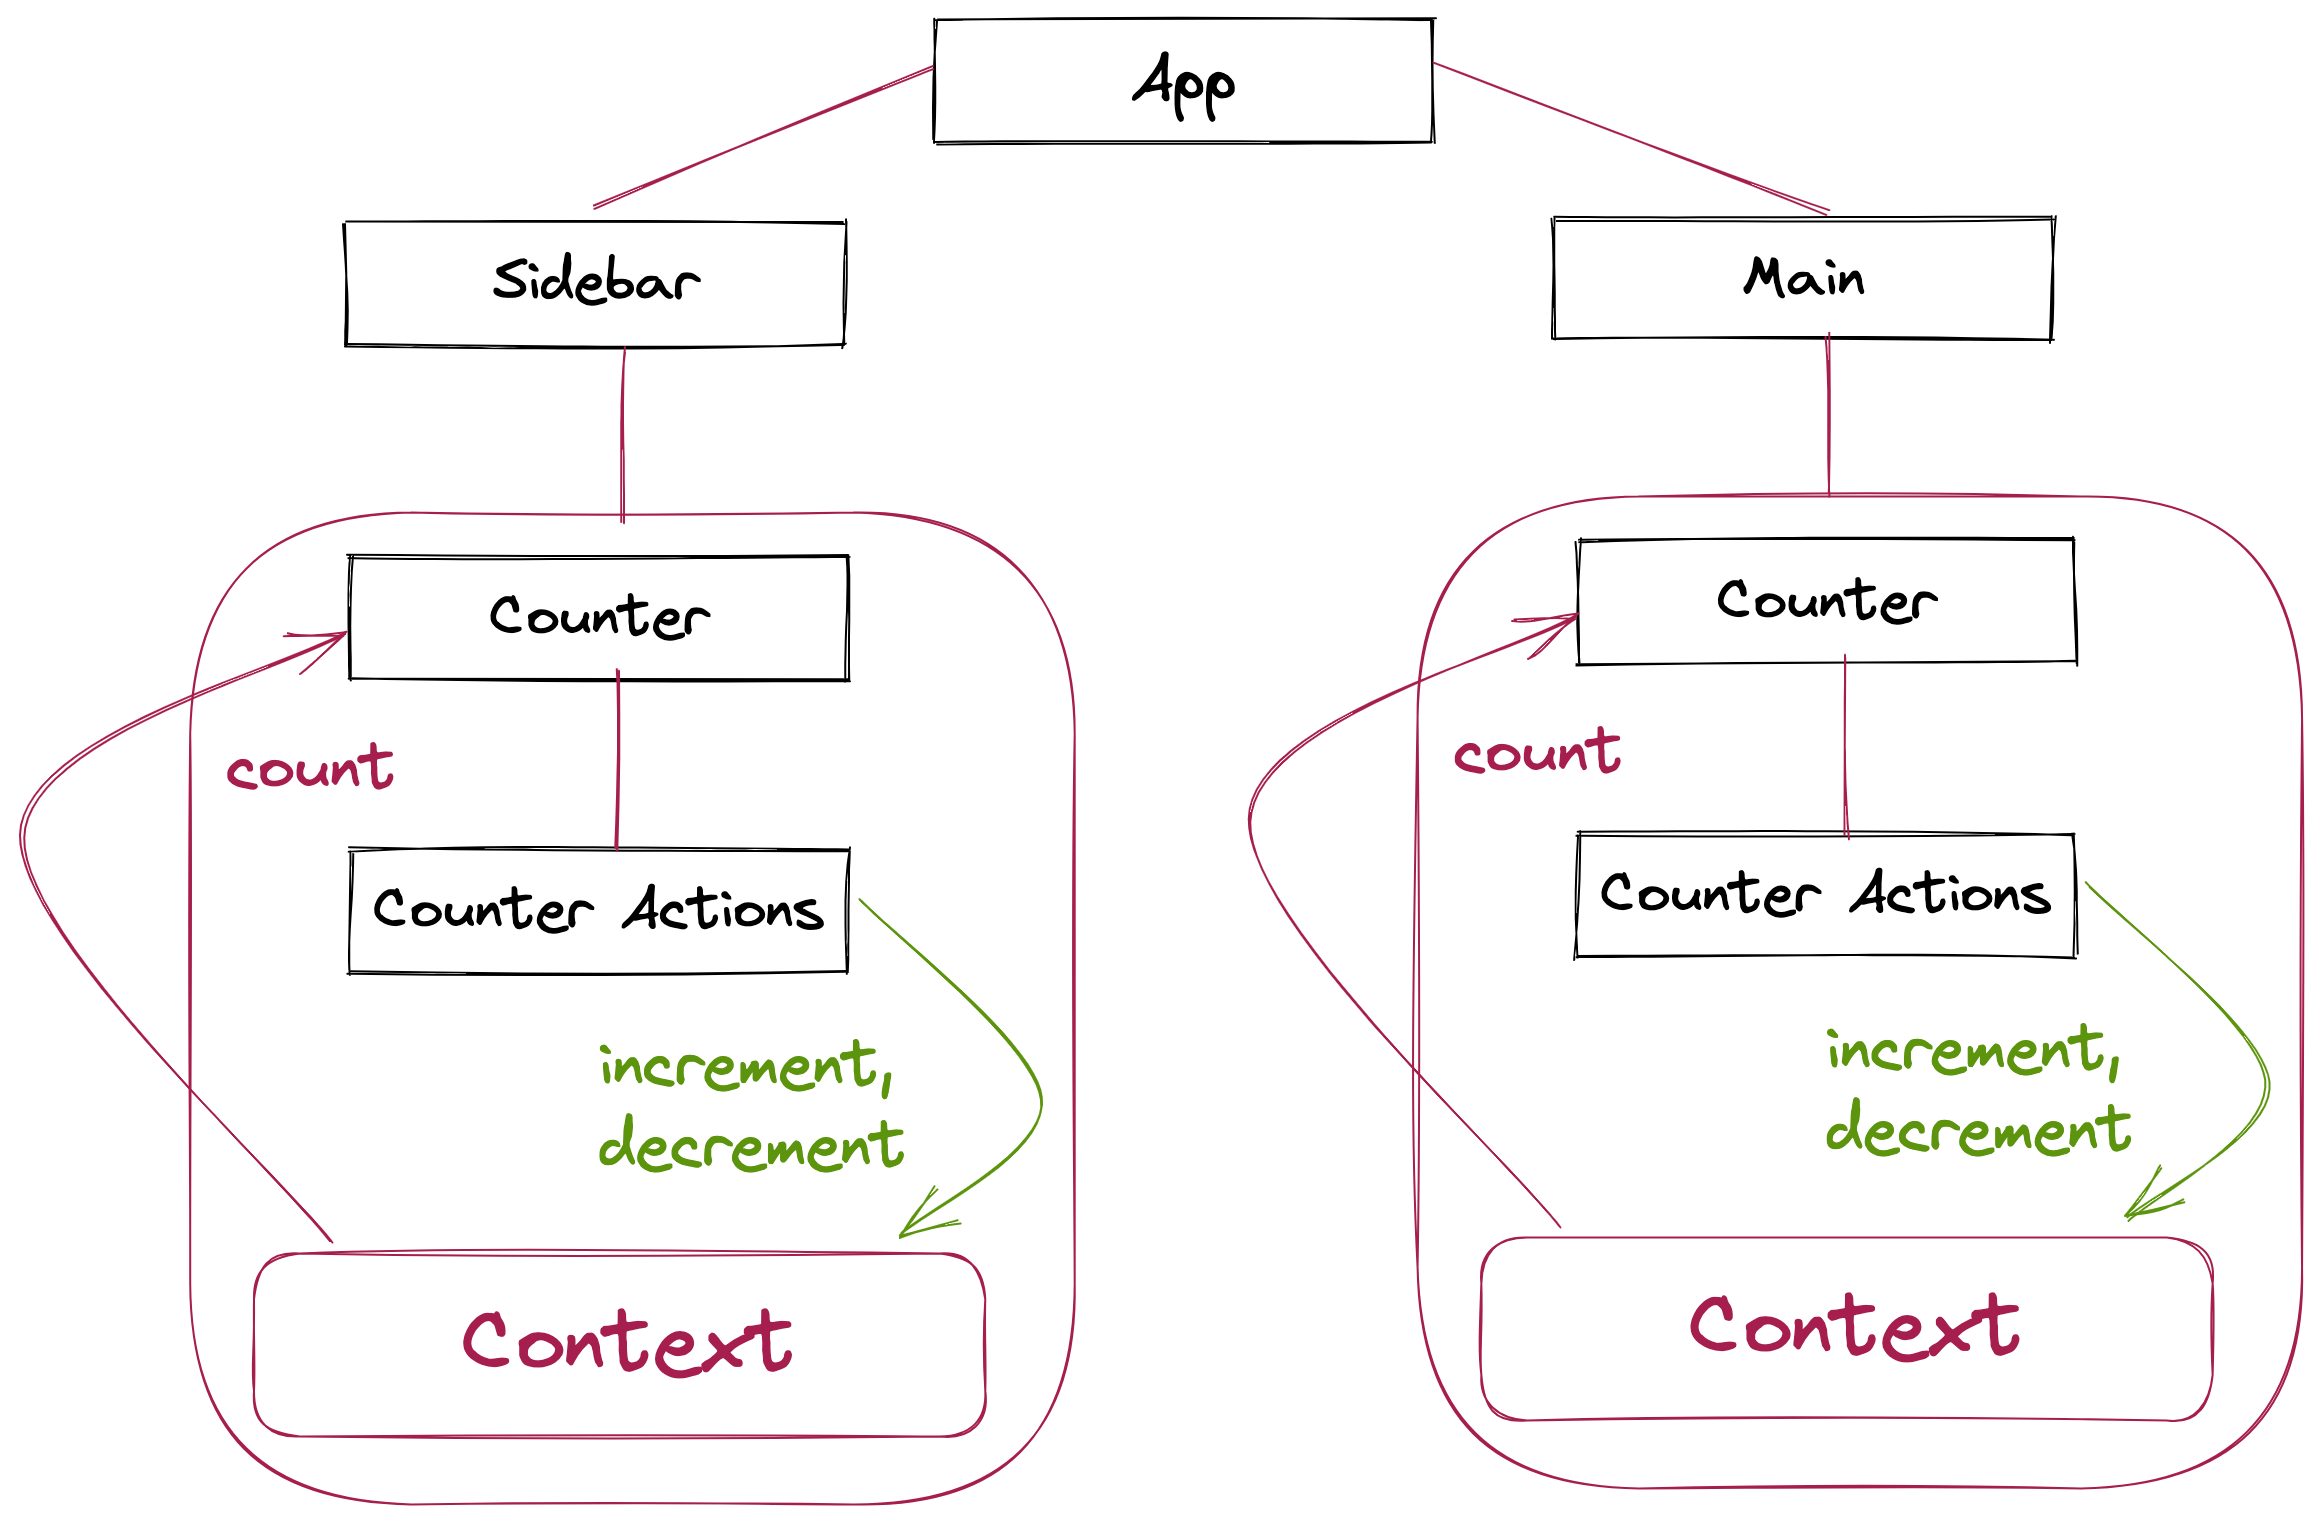 App
Sidebar
Main
Counter
count
Counter Actions
increment,
decrement
Context
Counter
count
Counter Actions
increment,
decrement
Context